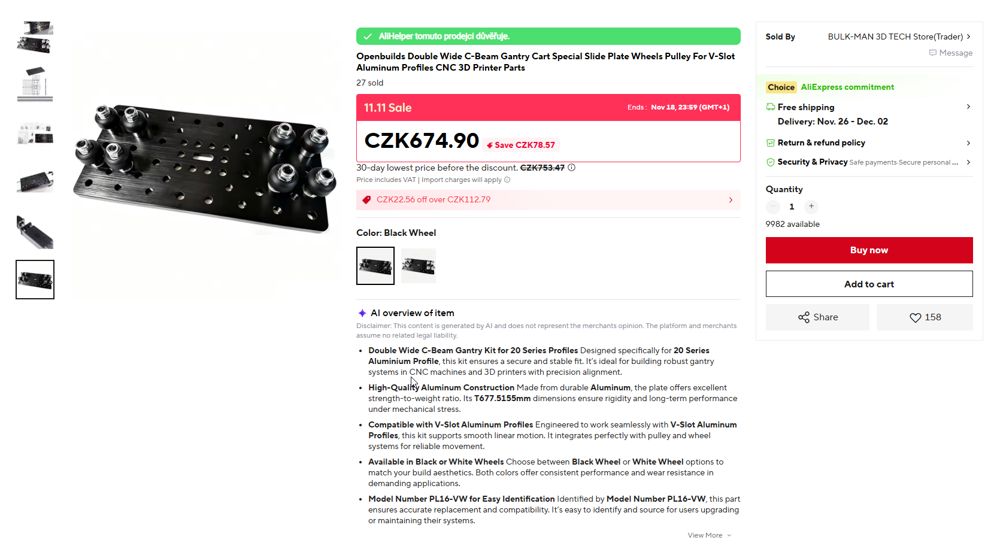 AliHelper tomuto prodejci důvěřuje.
Openbuilds Double Wide C-Beam Gantry Cart Special Slide Plate Wheels Pulley For V-Slot
Aluminum Profiles CNC 3D Printer Parts
27 sold
11.11 Sale
Ends : Nov 18, 23:59 (GMT+1)
CZK674.90
Save CZK78.57
30-day lowest price before the discount. CZK753.47
Price includes VAT | Import charges will apply
CZK22.56 off over CZK112.79
Color: Black Wheel
AI overview of item
Disclaimer: This content is generated by AI and does not represent the merchants opinion. The platform and merchants
assume no related legal liability.
Double Wide C-Beam Gantry Kit for 20 Series Profiles Designed specifically for 20 Series
Aluminium Profile, this kit ensures a secure and stable fit. It's ideal for building robust gantry
systems in CNC machines and 3D printers with precision alignment.
High-Quality Aluminum Construction Made from durable Aluminum, the plate offers excellent
strength-to-weight ratio. Its T677.5155mm dimensions ensure rigidity and long-term performance
under mechanical stress.
Compatible with V-Slot Aluminum Profiles Engineered to work seamlessly with V-Slot Aluminum
Profiles, this kit supports smooth linear motion. It integrates perfectly with pulley and wheel
systems for reliable movement.
Available in Black or White Wheels Choose between Black Wheel or White Wheel options to
match your build aesthetics. Both colors offer consistent performance and wear resistance in
demanding applications.
Model Number PL16-VW for Easy Identification Identified by Model Number PL16-VW, this part
ensures accurate replacement and compatibility. It's easy to identify and source for users upgrading
or maintaining their systems.
View More
Sold By
BULK-MAN 3D TECH Store(Trader)
Message
Choice AliExpress commitment
Free shipping
Delivery: Nov. 26 - Dec. 02
Return & refund policy
Security & Privacy Safe payments·Secure personal ...
Quantity
1
9982 available
Buy now
Add to cart
Share
158